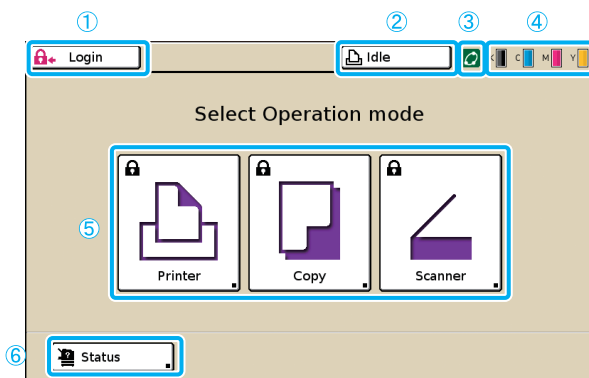 ① ② ③ ④
Login Idle K C M Y
Select Operation mode
⑤
Printer Copy Scanner
⑥ Status